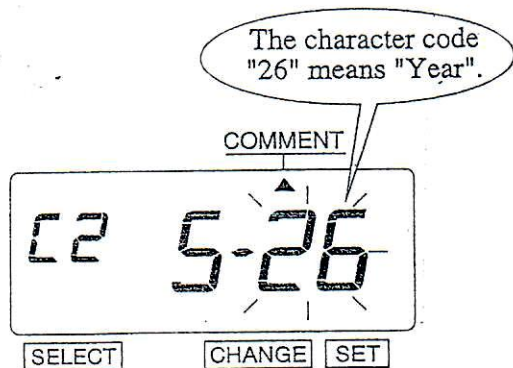 The character code
"26" means "Year".
COMMENT
C2 5-26
SELECT CHANGE SET